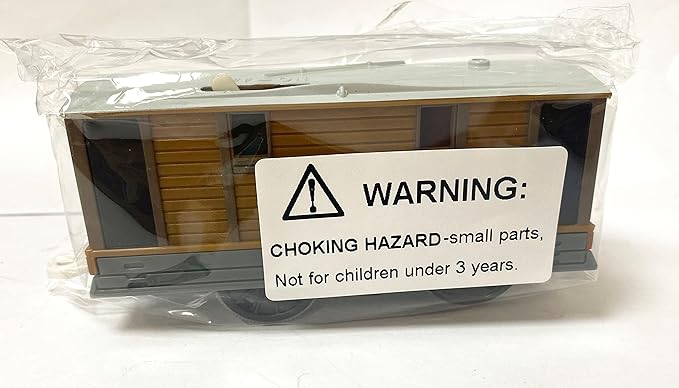 WARNING:
CHOKING HAZARD-small parts,
Not for children under 3 years.